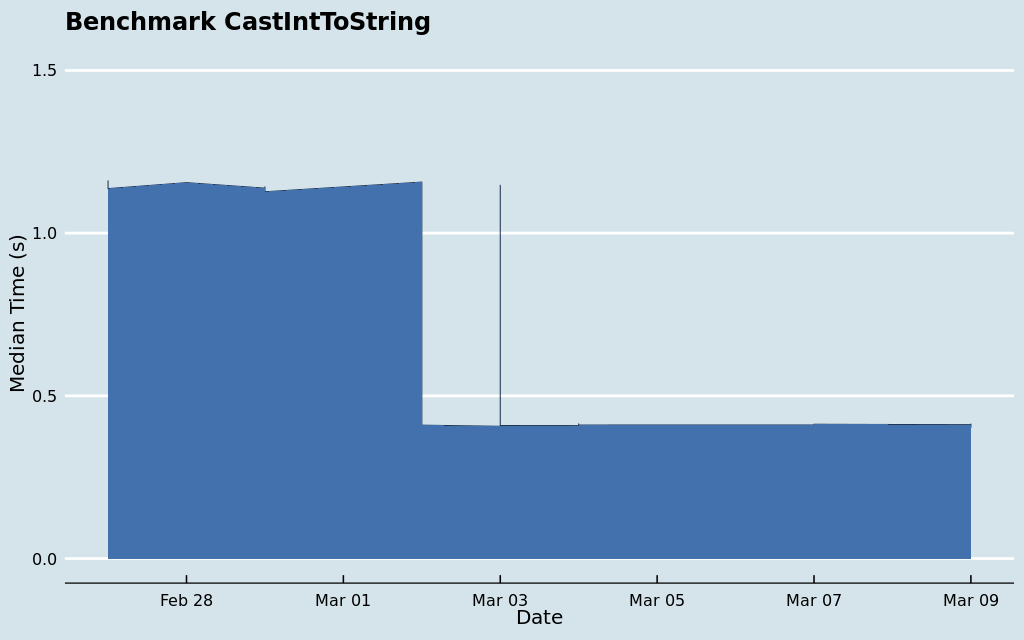 Benchmark CastIntToString
1.5
1.0
0.5
0.0
Median Time (s)
Feb 28 Mar 01 Mar 03 Mar 05 Mar 07 Mar 09
Date